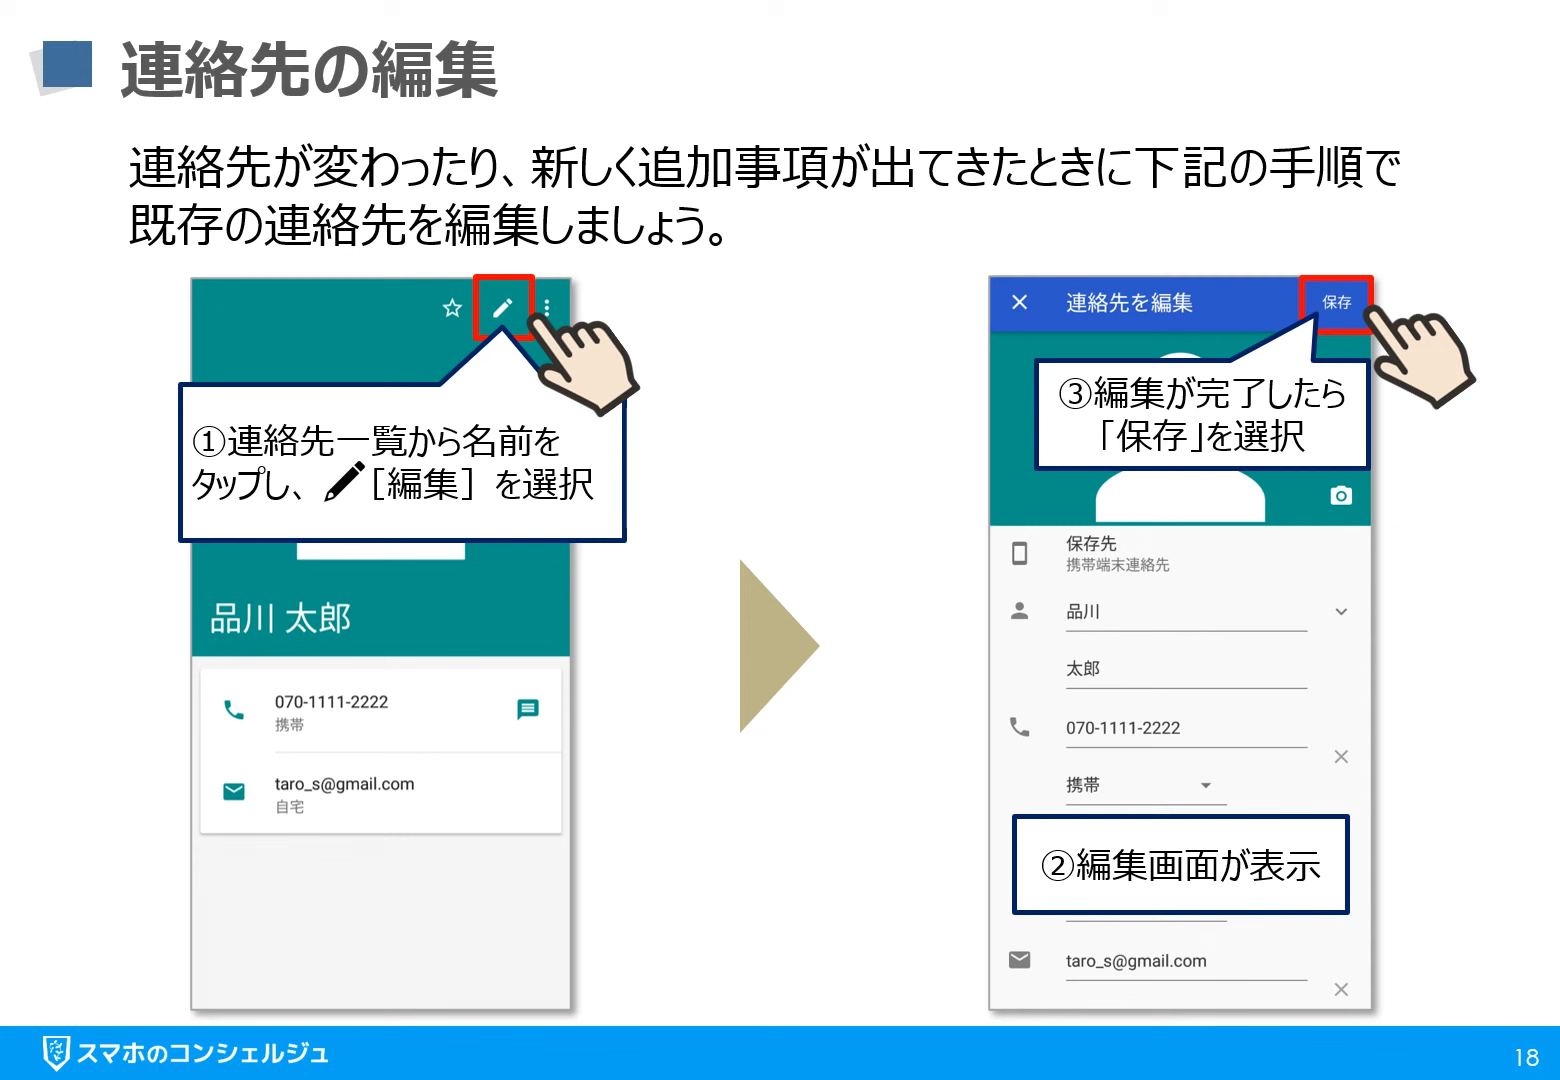 連絡先の編集
連絡先が変わったり、新しく追加事項が出てきたときに下記の手順で
既存の連絡先を編集しましょう。
①連絡先一覧から名前を
タップし、 [編集] を選択
品川 太郎
070-1111-2222
携帯
taro_s@gmail.com
自宅
連絡先を編集
保存
③編集が完了したら
「保存」を選択
保存先
携帯端末連絡先
品川
太郎
070-1111-2222
携帯
②編集画面が表示
taro_s@gmail.com
スマホのコンシェルジュ
18